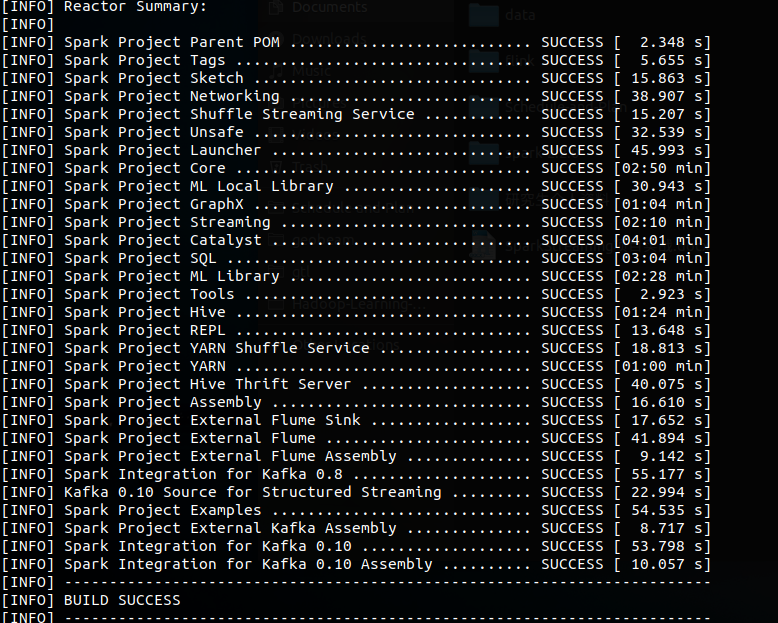 [INFO] Reactor Summary:
[INFO]
[INFO] Spark Project Parent POM ........................... SUCCESS [  2.348 s]
[INFO] Spark Project Tags ................................. SUCCESS [  5.655 s]
[INFO] Spark Project Sketch ............................... SUCCESS [ 15.863 s]
[INFO] Spark Project Networking ........................... SUCCESS [ 38.907 s]
[INFO] Spark Project Shuffle Streaming Service ............ SUCCESS [ 15.207 s]
[INFO] Spark Project Unsafe ............................... SUCCESS [ 32.539 s]
[INFO] Spark Project Launcher ............................. SUCCESS [ 45.993 s]
[INFO] Spark Project Core ................................. SUCCESS [02:50 min]
[INFO] Spark Project ML Local Library ..................... SUCCESS [ 30.943 s]
[INFO] Spark Project GraphX ............................... SUCCESS [01:04 min]
[INFO] Spark Project Streaming ............................ SUCCESS [02:10 min]
[INFO] Spark Project Catalyst ............................. SUCCESS [04:01 min]
[INFO] Spark Project SQL .................................. SUCCESS [03:04 min]
[INFO] Spark Project ML Library ........................... SUCCESS [02:28 min]
[INFO] Spark Project Tools ................................ SUCCESS [  2.923 s]
[INFO] Spark Project Hive ................................. SUCCESS [01:24 min]
[INFO] Spark Project REPL ................................. SUCCESS [ 13.648 s]
[INFO] Spark Project YARN Shuffle Service ................. SUCCESS [ 18.813 s]
[INFO] Spark Project YARN ................................. SUCCESS [01:00 min]
[INFO] Spark Project Hive Thrift Server ................... SUCCESS [ 40.075 s]
[INFO] Spark Project Assembly ............................. SUCCESS [ 16.610 s]
[INFO] Spark Project External Flume Sink .................. SUCCESS [ 17.652 s]
[INFO] Spark Project External Flume ....................... SUCCESS [ 41.894 s]
[INFO] Spark Project External Flume Assembly .............. SUCCESS [  9.142 s]
[INFO] Spark Integration for Kafka 0.8 .................... SUCCESS [ 55.177 s]
[INFO] Kafka 0.10 Source for Structured Streaming ......... SUCCESS [ 22.994 s]
[INFO] Spark Project Examples ............................. SUCCESS [ 54.535 s]
[INFO] Spark Project External Kafka Assembly .............. SUCCESS [  8.717 s]
[INFO] Spark Integration for Kafka 0.10 ................... SUCCESS [ 53.798 s]
[INFO] Spark Integration for Kafka 0.10 Assembly .......... SUCCESS [ 10.057 s]
[INFO] ------------------------------------------------------------------------
[INFO] BUILD SUCCESS
[INFO] ------------------------------------------------------------------------
Documents
data